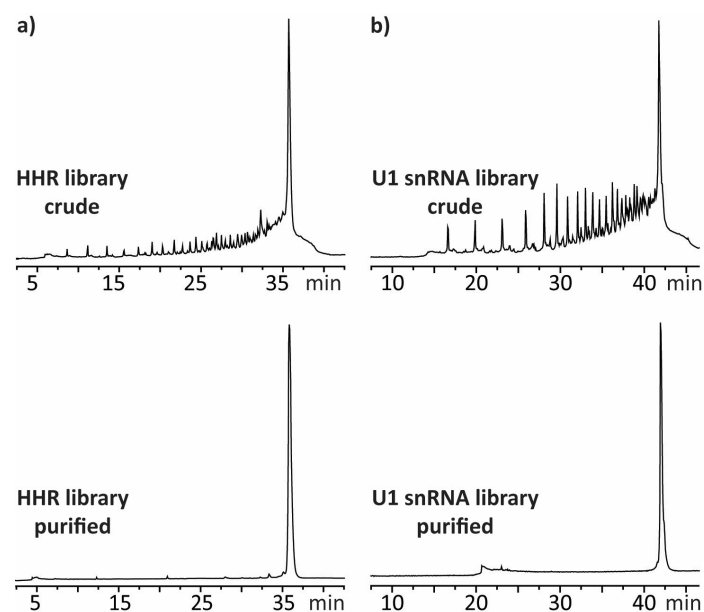 a)
HHR library
crude
5 15 25 35 min
b)
U1 snRNA library
crude
10 20 30 40 min
HHR library
purified
5 15 25 35 min
U1 snRNA library
purified
10 20 30 40 min